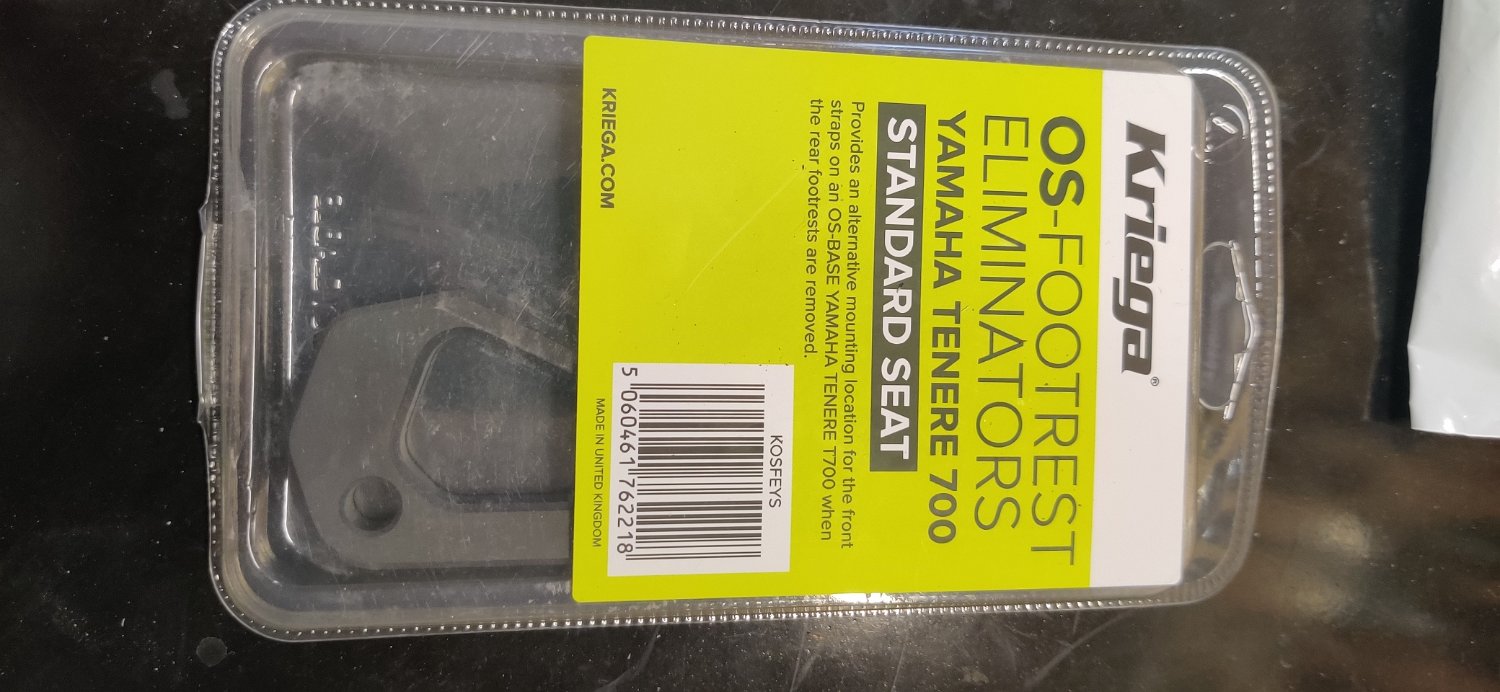 Kriega®
OS-FOOTREST
ELIMINATORS
YAMAHA TENERE 700
STANDARD SEAT
Provides an alternative mounting location for the front
straps on an OS-BASE YAMAHA TENERE T700 when
the rear footrests are removed.
KOSFEYS
5 060461 762218
MADE IN UNITED KINGDOM
KRIEGA.COM